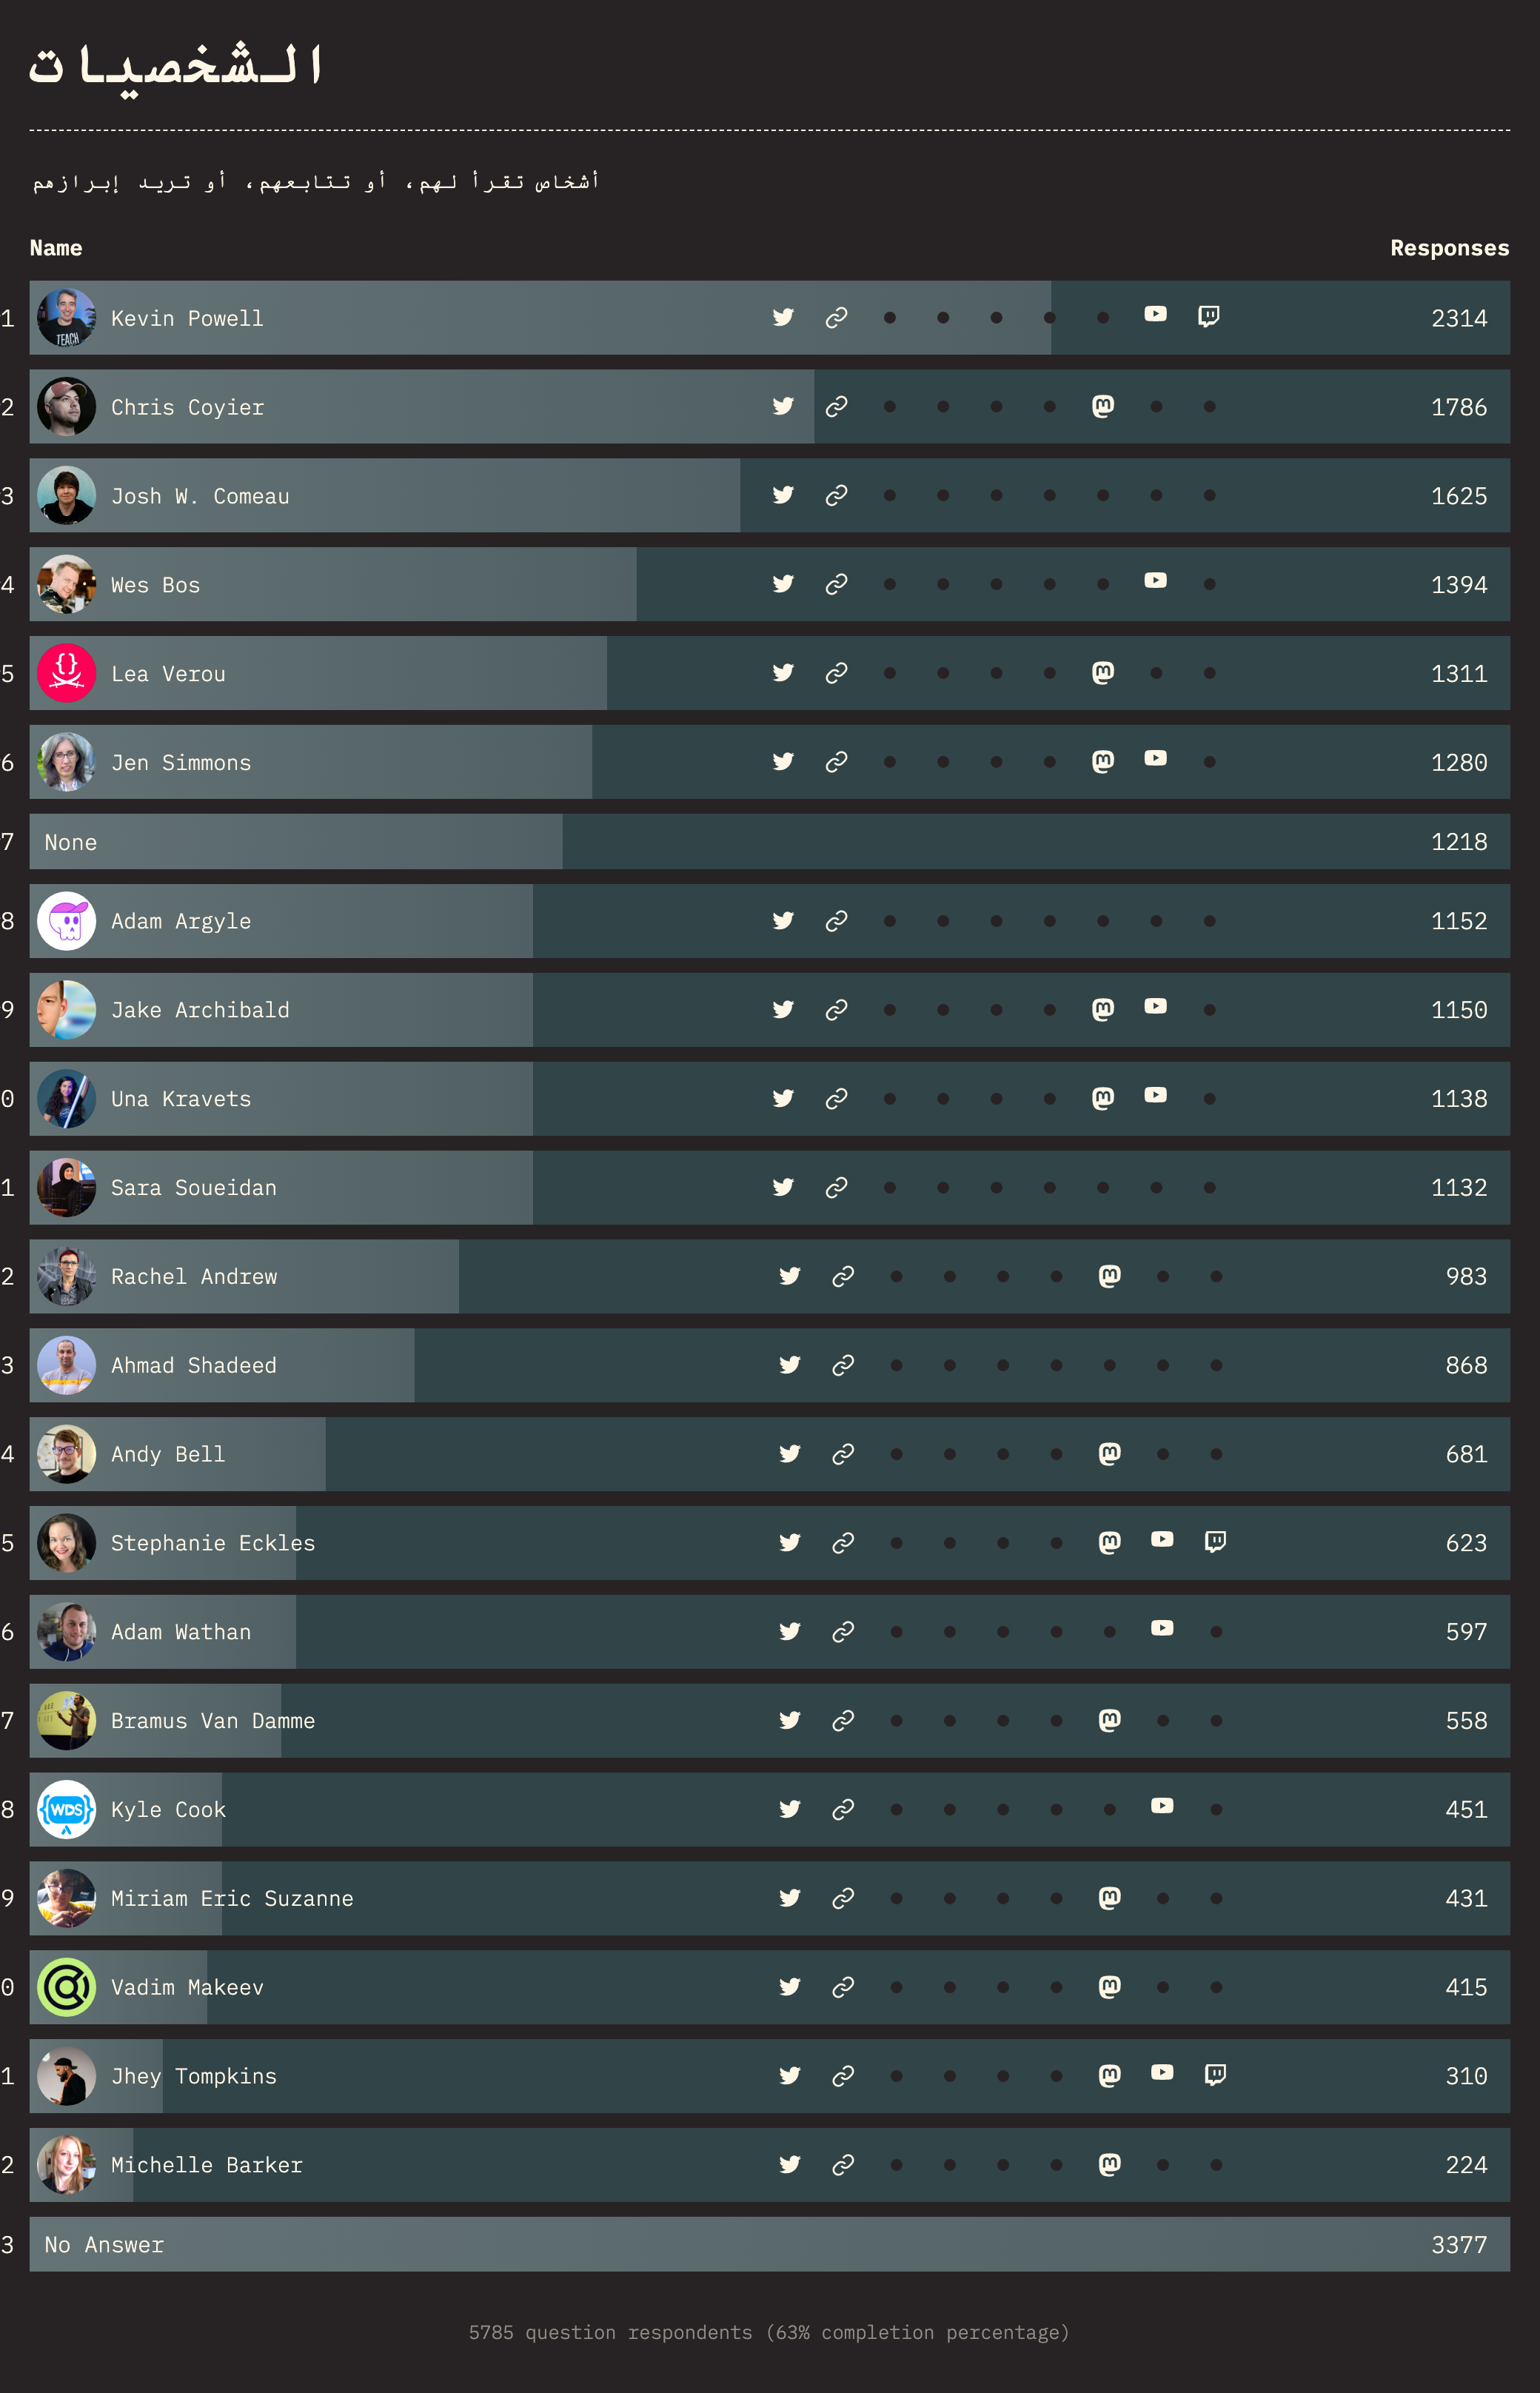 الشخصيات
أشخاص تقرأ لهم، أو تتابعهم، أو تريد إبرازهم
Name Responses
1 Kevin Powell 2314
2 Chris Coyier 1786
3 Josh W. Comeau 1625
4 Wes Bos 1394
5 Lea Verou 1311
6 Jen Simmons 1280
7 None 1218
8 Adam Argyle 1152
9 Jake Archibald 1150
0 Una Kravets 1138
1 Sara Soueidan 1132
2 Rachel Andrew 983
3 Ahmad Shadeed 868
4 Andy Bell 681
5 Stephanie Eckles 623
6 Adam Wathan 597
7 Bramus Van Damme 558
8 WDS Kyle Cook 451
9 Miriam Eric Suzanne 431
0 Vadim Makeev 415
1 Jhey Tompkins 310
2 Michelle Barker 224
3 No Answer 3377
5785 question respondents (63% completion percentage)